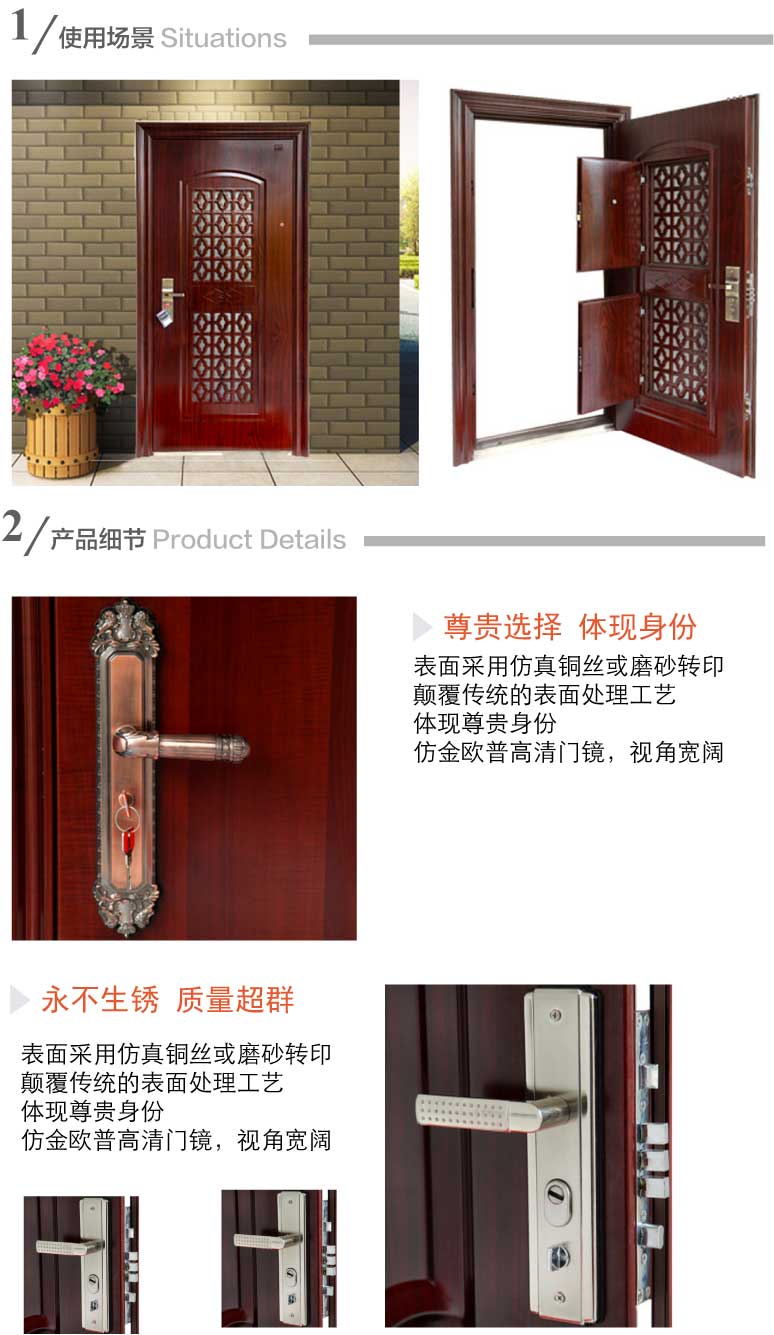 1/使用场景 Situations
2/产品细节 Product Details
尊贵选择 体现身份
表面采用仿真铜丝或磨砂转印
颠覆传统的表面处理工艺
体现尊贵身份
仿金欧普高清门镜，视角宽阔
永不生锈 质量超群
表面采用仿真铜丝或磨砂转印
颠覆传统的表面处理工艺
体现尊贵身份
仿金欧普高清门镜，视角宽阔